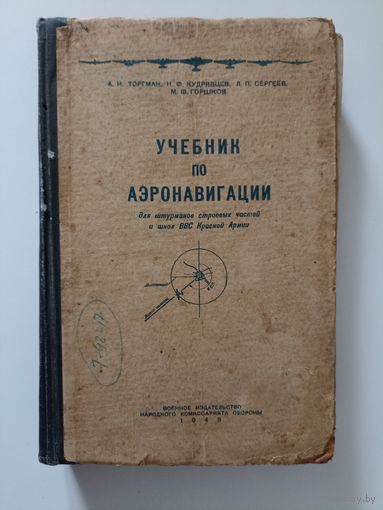 А. И. ТОРГМАН, Н. Ф. КУДРЯВЦЕВ, Л. П. СЕРГЕЕВ,
М. Ф. ГОРШКОВ
УЧЕБНИК
ПО
АЭРОНАВИГАЦИИ
для штурманов строевых частей
и школ ВВС Красной Армии
ВОЕННОЕ ИЗДАТЕЛЬСТВО
НАРОДНОГО КОМИССАРИАТА ОБОРОНЫ